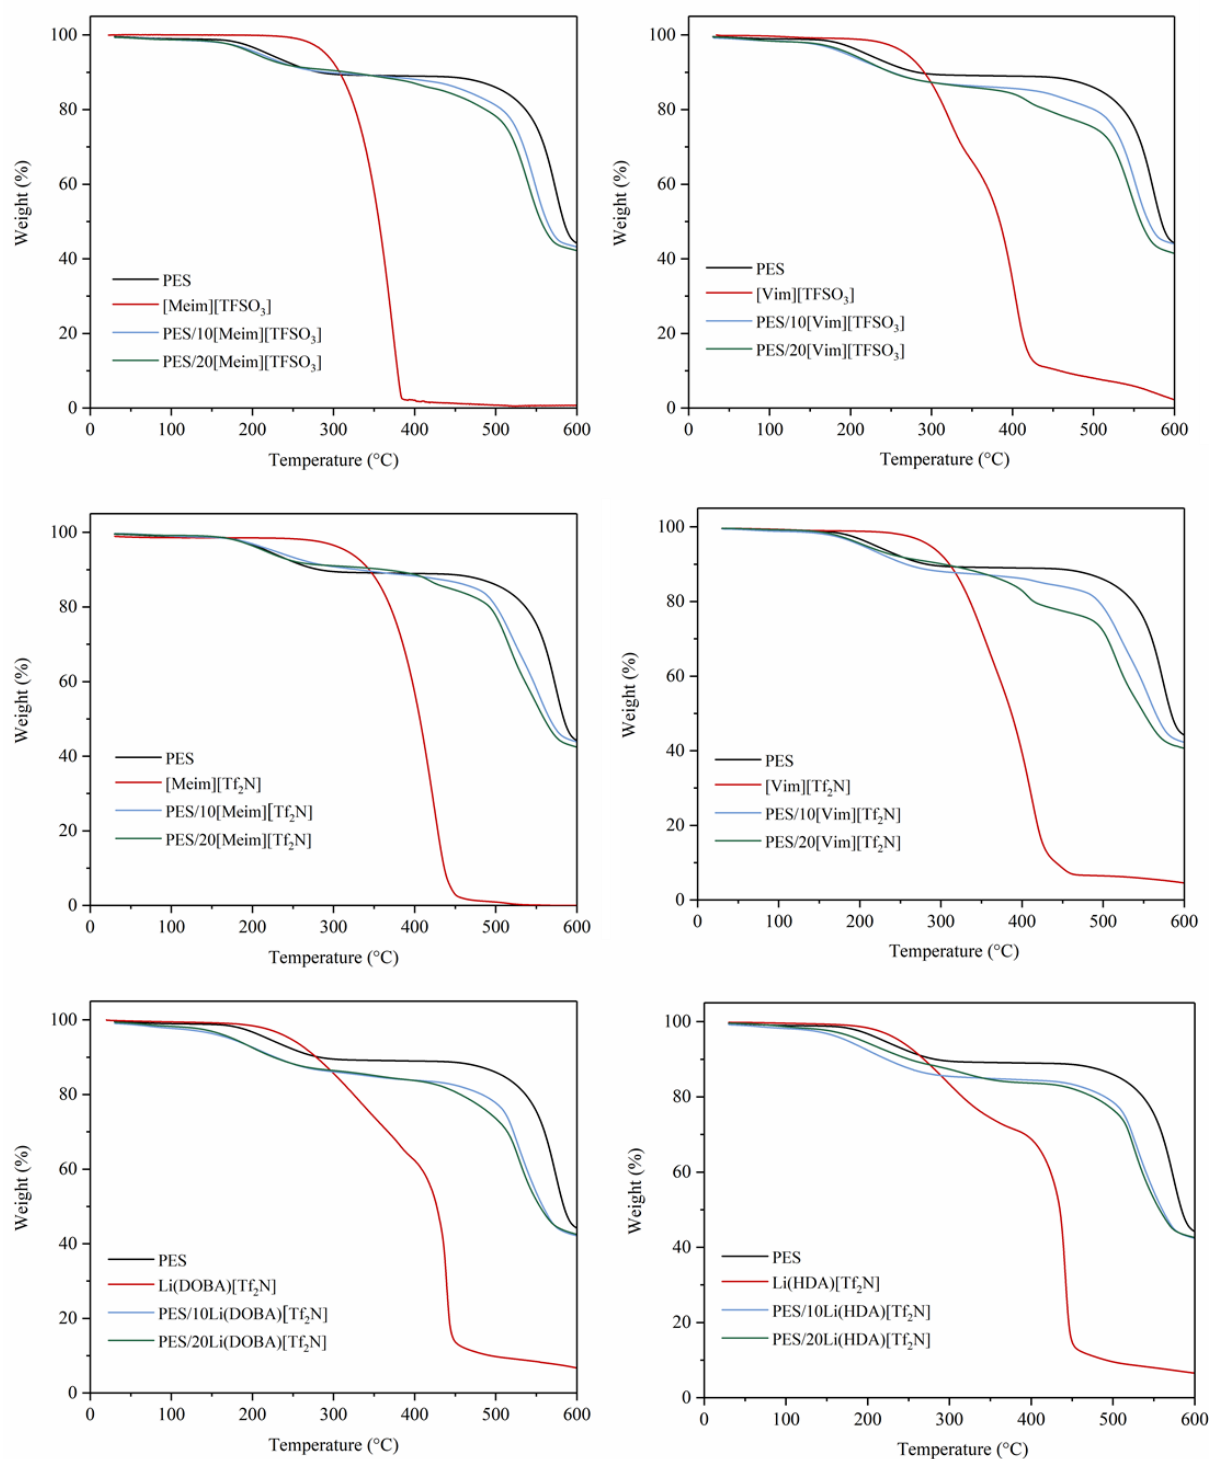 100
80
60
40
20
0
Weight (%)
PES
[Meim][TFSO₃]
PES/10[Meim][TFSO₃]
PES/20[Meim][TFSO₃]
0 100 200 300 400 500 600
Temperature (°C)
100
80
60
40
20
0
Weight (%)
PES
[Vim][TFSO₃]
PES/10[Vim][TFSO₃]
PES/20[Vim][TFSO₃]
0 100 200 300 400 500 600
Temperature (°C)
100
80
60
40
20
0
Weight (%)
PES
[Meim][Tf₂N]
PES/10[Meim][Tf₂N]
PES/20[Meim][Tf₂N]
0 100 200 300 400 500 600
Temperature (°C)
100
80
60
40
20
0
Weight (%)
PES
[Vim][Tf₂N]
PES/10[Vim][Tf₂N]
PES/20[Vim][Tf₂N]
0 100 200 300 400 500 600
Temperature (°C)
100
80
60
40
20
0
Weight (%)
PES
Li(DOBA)[Tf₂N]
PES/10Li(DOBA)[Tf₂N]
PES/20Li(DOBA)[Tf₂N]
0 100 200 300 400 500 600
Temperature (°C)
100
80
60
40
20
0
Weight (%)
PES
Li(HDA)[Tf₂N]
PES/10Li(HDA)[Tf₂N]
PES/20Li(HDA)[Tf₂N]
0 100 200 300 400 500 600
Temperature (°C)